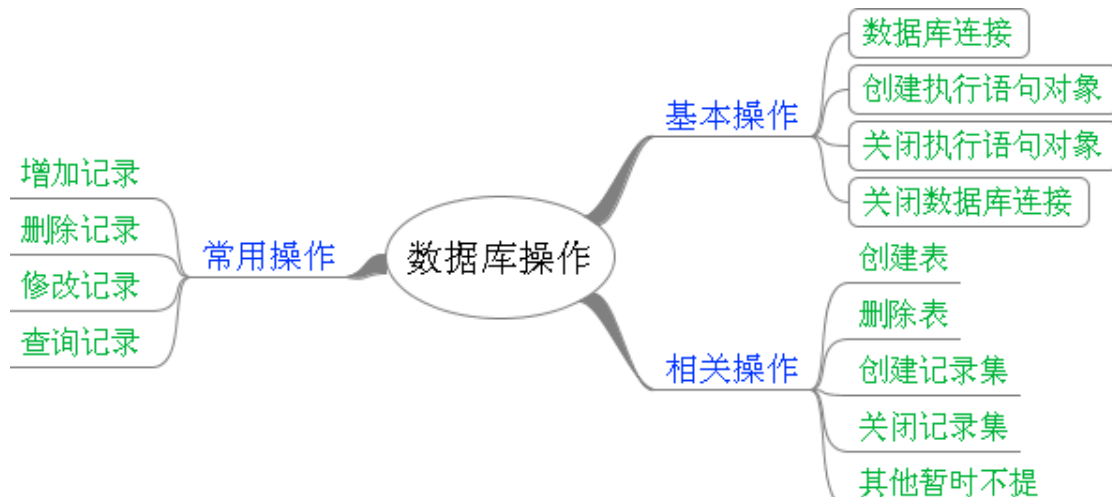 数据库操作
基本操作
数据库连接
创建执行语句对象
关闭执行语句对象
关闭数据库连接
相关操作
创建表
删除表
创建记录集
关闭记录集
其他暂时不提
常用操作
增加记录
删除记录
修改记录
查询记录